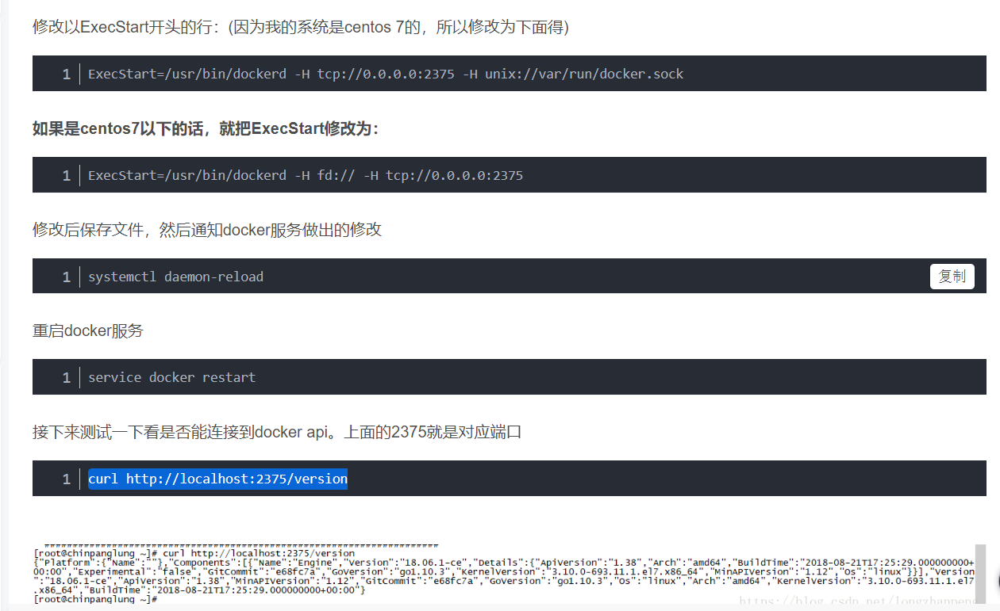 修改以ExecStart开头的行：(因为我的系统是centos 7的，所以修改为下面得)
1 ExecStart=/usr/bin/dockerd -H tcp://0.0.0.0:2375 -H unix://var/run/docker.sock
如果是centos7以下的话，就把ExecStart修改为：
1 ExecStart=/usr/bin/dockerd -H fd:// -H tcp://0.0.0.0:2375
修改后保存文件，然后通知docker服务做出的修改
1 systemctl daemon-reload 复制
重启docker服务
1 service docker restart
接下来测试一下看是否能连接到docker api。上面的2375就是对应端口
1 curl http://localhost:2375/version
[root@chinpanglung ~]# curl http://localhost:2375/version
{"Platform":{"Name":""},"Components":[{"Name":"Engine","Version":"18.06.1-ce","Details":{"ApiVersion":"1.38","Arch":"amd64","BuildTime":"2018-08-21T17:25:29.000000000+
00:00","Experimental":"false","GitCommit":"e68fc7a","GoVersion":"go1.10.3","KernelVersion":"3.10.0-693.11.1.el7.x86_64","MinAPIVersion":"1.12","Os":"linux"}}],"Version
":"18.06.1-ce","ApiVersion":"1.38","MinAPIVersion":"1.12","GitCommit":"e68fc7a","GoVersion":"go1.10.3","Os":"linux","Arch":"amd64","KernelVersion":"3.10.0-693.11.1.el7
.x86_64","BuildTime":"2018-08-21T17:25:29.000000000+00:00"}
[root@chinpanglung ~]#